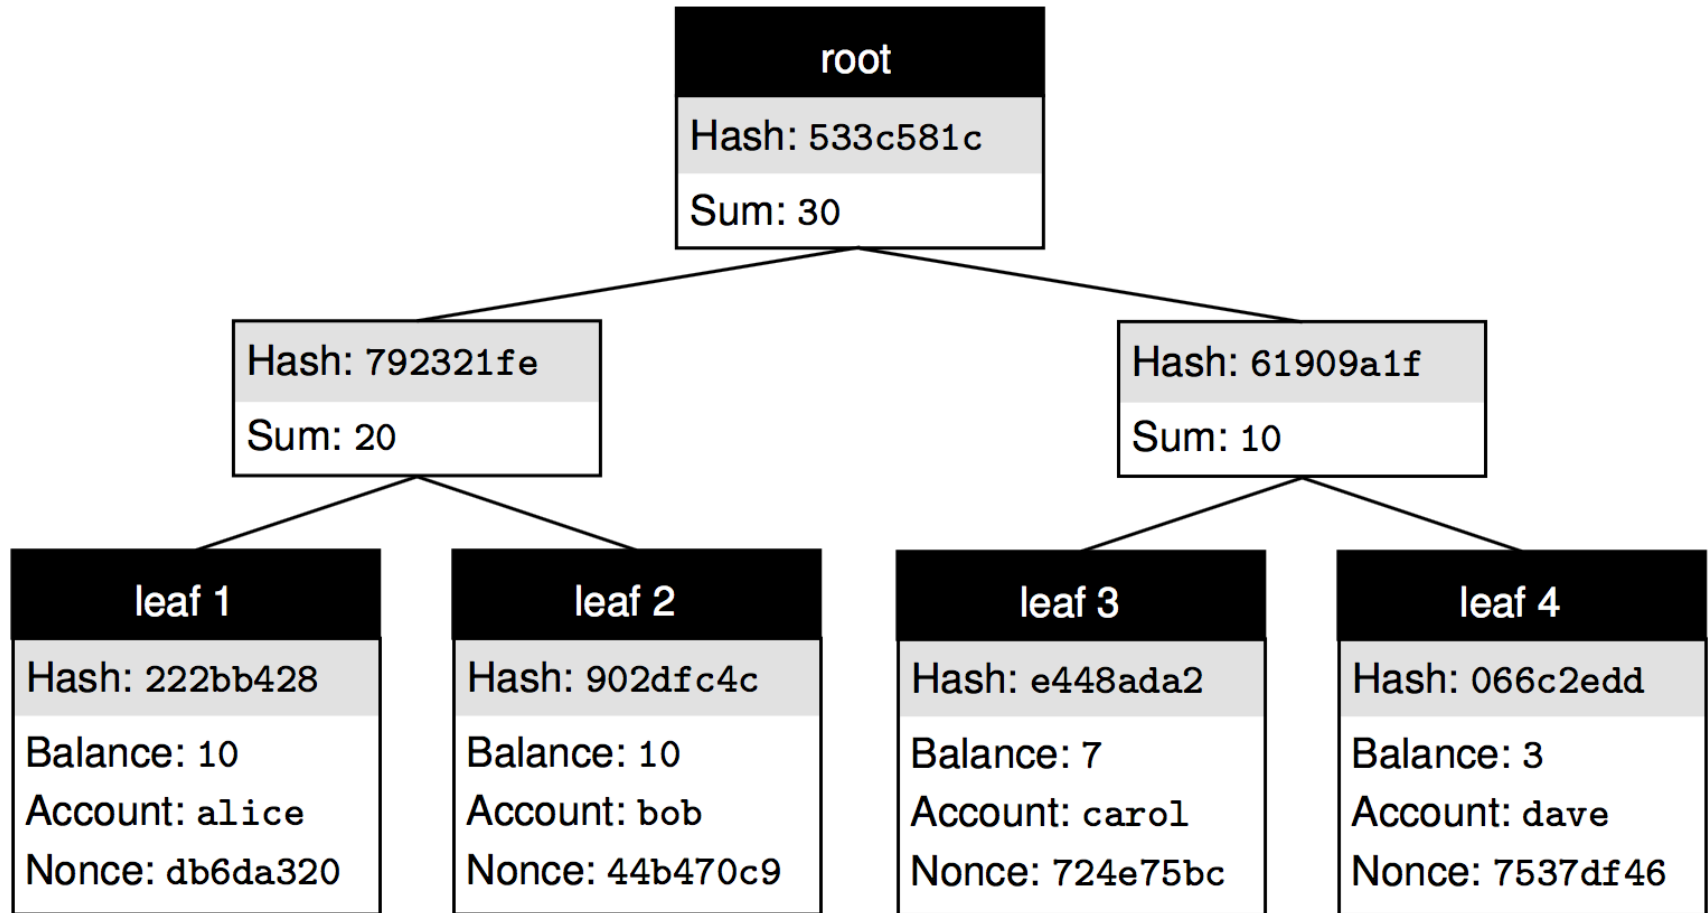 root
Hash: 533c581c
Sum: 30
Hash: 792321fe
Sum: 20
Hash: 61909a1f
Sum: 10
leaf 1
Hash: 222bb428
Balance: 10
Account: alice
Nonce: db6da320
leaf 2
Hash: 902dfc4c
Balance: 10
Account: bob
Nonce: 44b470c9
leaf 3
Hash: e448ada2
Balance: 7
Account: carol
Nonce: 724e75bc
leaf 4
Hash: 066c2edd
Balance: 3
Account: dave
Nonce: 7537df46